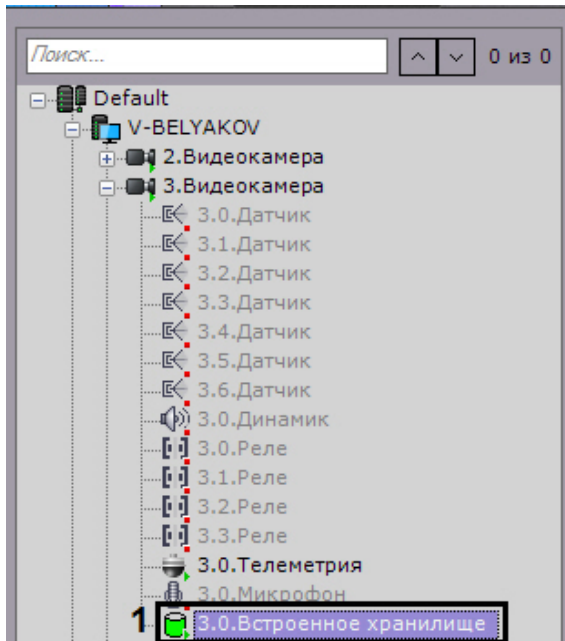 Поиск...
0 из 0
Default
V-BELYAKOV
2.Видеокамера
3.Видеокамера
3.0.Датчик
3.1.Датчик
3.2.Датчик
3.3.Датчик
3.4.Датчик
3.5.Датчик
3.6.Датчик
3.0.Динамик
3.0.Реле
3.1.Реле
3.2.Реле
3.3.Реле
3.0.Телеметрия
3.0.Микрофон
1 3.0.Встроенное хранилище